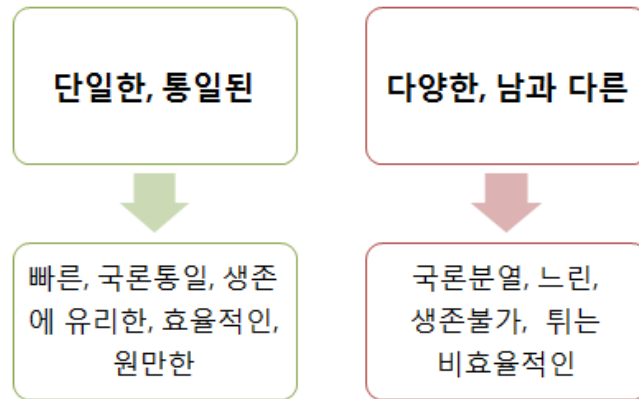 단일한, 통일된
다양한, 남과 다른
빠른, 국론통일, 생존
에 유리한, 효율적인,
원만한
국론분열, 느린,
생존불가, 튀는
비효율적인